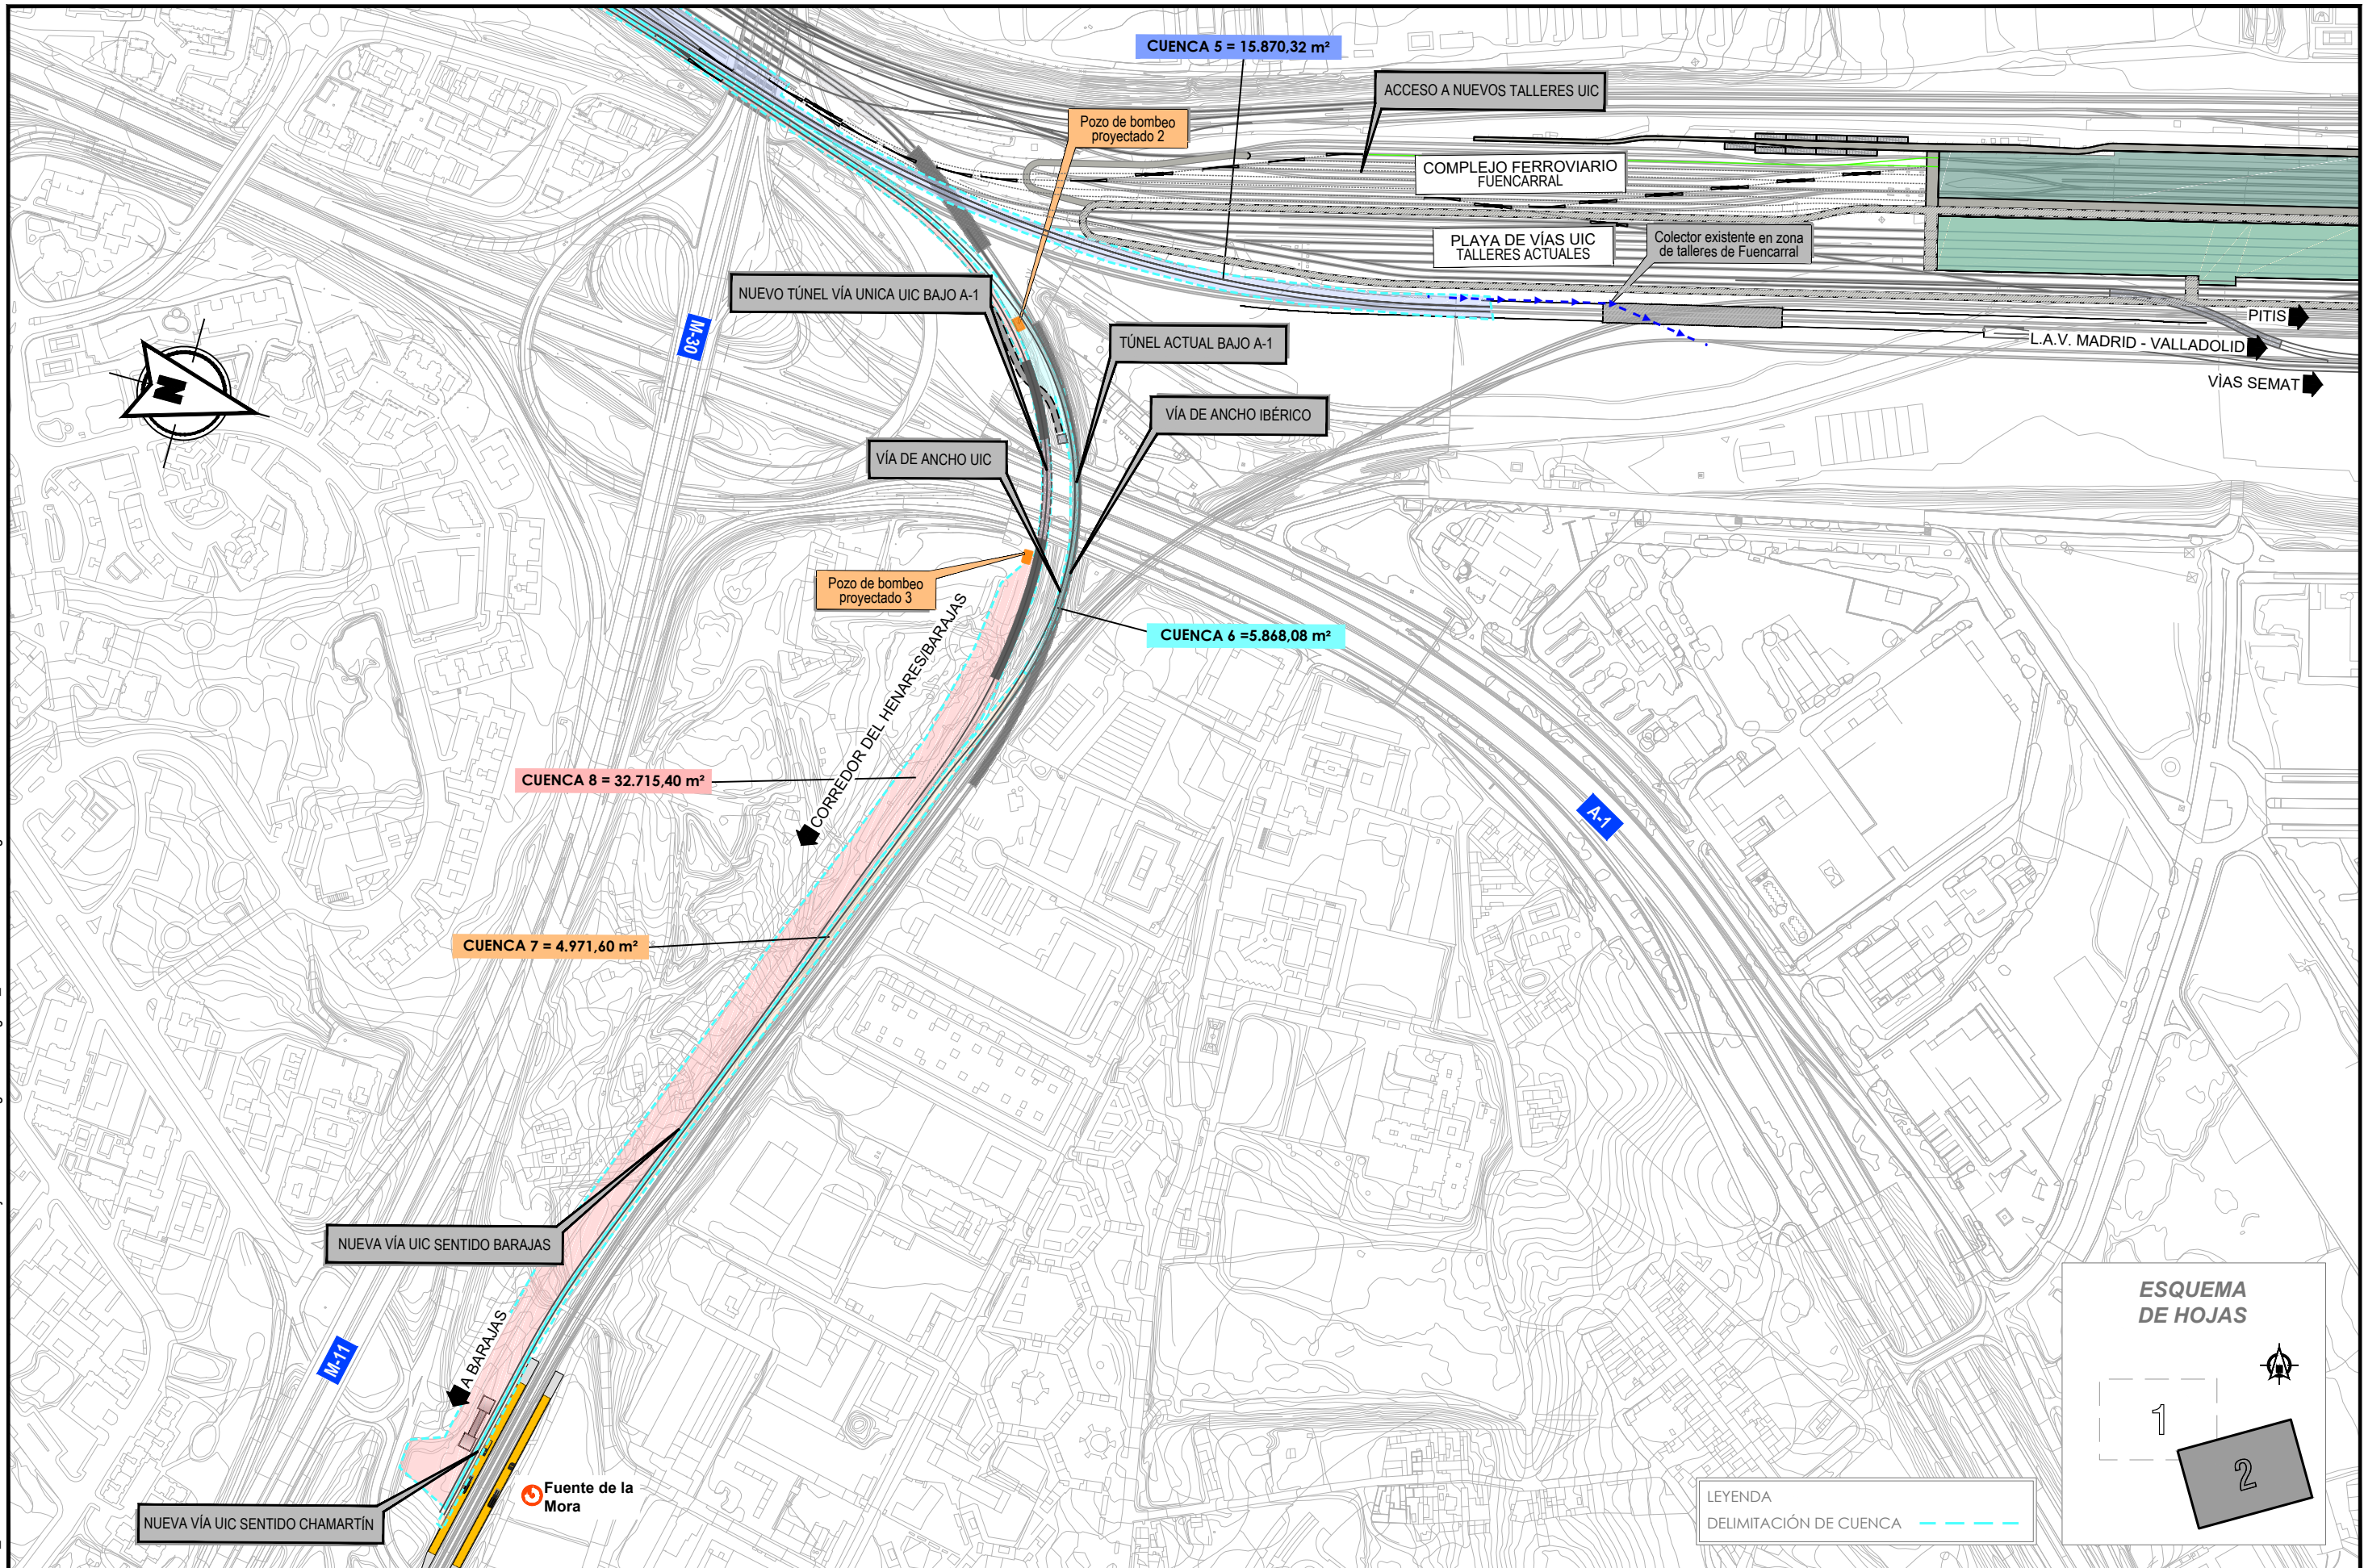 CUENCA 5 = 15.870,32 m²
ACCESO A NUEVOS TALLERES UIC
Pozo de bombeo
proyectado 2
COMPLEJO FERROVIARIO
FUENCARRAL
PLAYA DE VÍAS UIC
TALLERES ACTUALES
Colector existente en zona
de talleres de Fuencarral
NUEVO TÚNEL VÍA UNICA UIC BAJO A-1
M-30
TÚNEL ACTUAL BAJO A-1
PITIS
L.A.V. MADRID - VALLADOLID
VÌAS SEMAT
N
VÍA DE ANCHO IBÉRICO
VÍA DE ANCHO UIC
Pozo de bombeo
proyectado 3
CUENCA 6 =5.868,08 m²
CORREDOR DEL HENARES/BARAJAS
CUENCA 8 = 32.715,40 m²
A-1
CUENCA 7 = 4.971,60 m²
NUEVA VÍA UIC SENTIDO BARAJAS
A BARAJAS
M-11
Fuente de la
Mora
NUEVA VÍA UIC SENTIDO CHAMARTÍN
LEYENDA
DELIMITACIÓN DE CUENCA
ESQUEMA
DE HOJAS
1
2